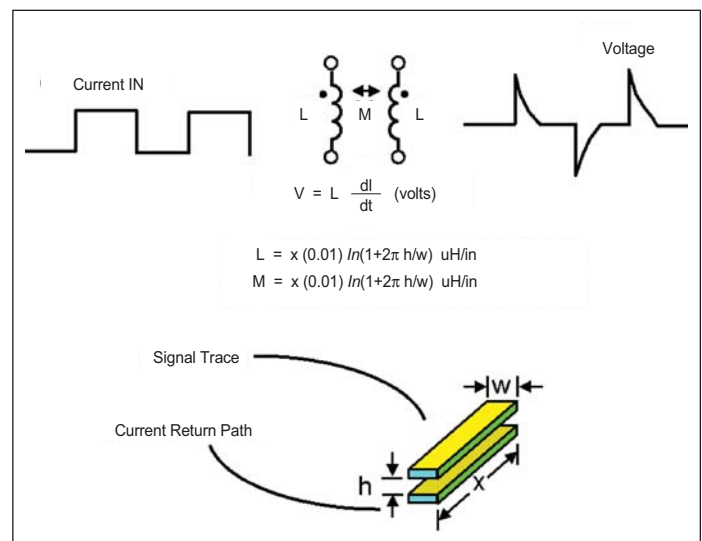 Voltage
Current IN
L M L
V = L dI/dt (volts)
L = x (0.01) ln(1+2π h/w) uH/in
M = x (0.01) ln(1+2π h/w) uH/in
Signal Trace
w
Current Return Path
h
x